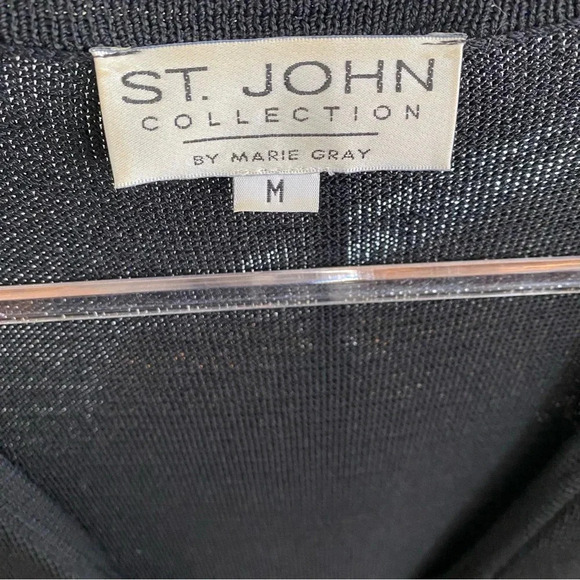 ST. JOHN
COLLECTION
BY MARIE GRAY
M